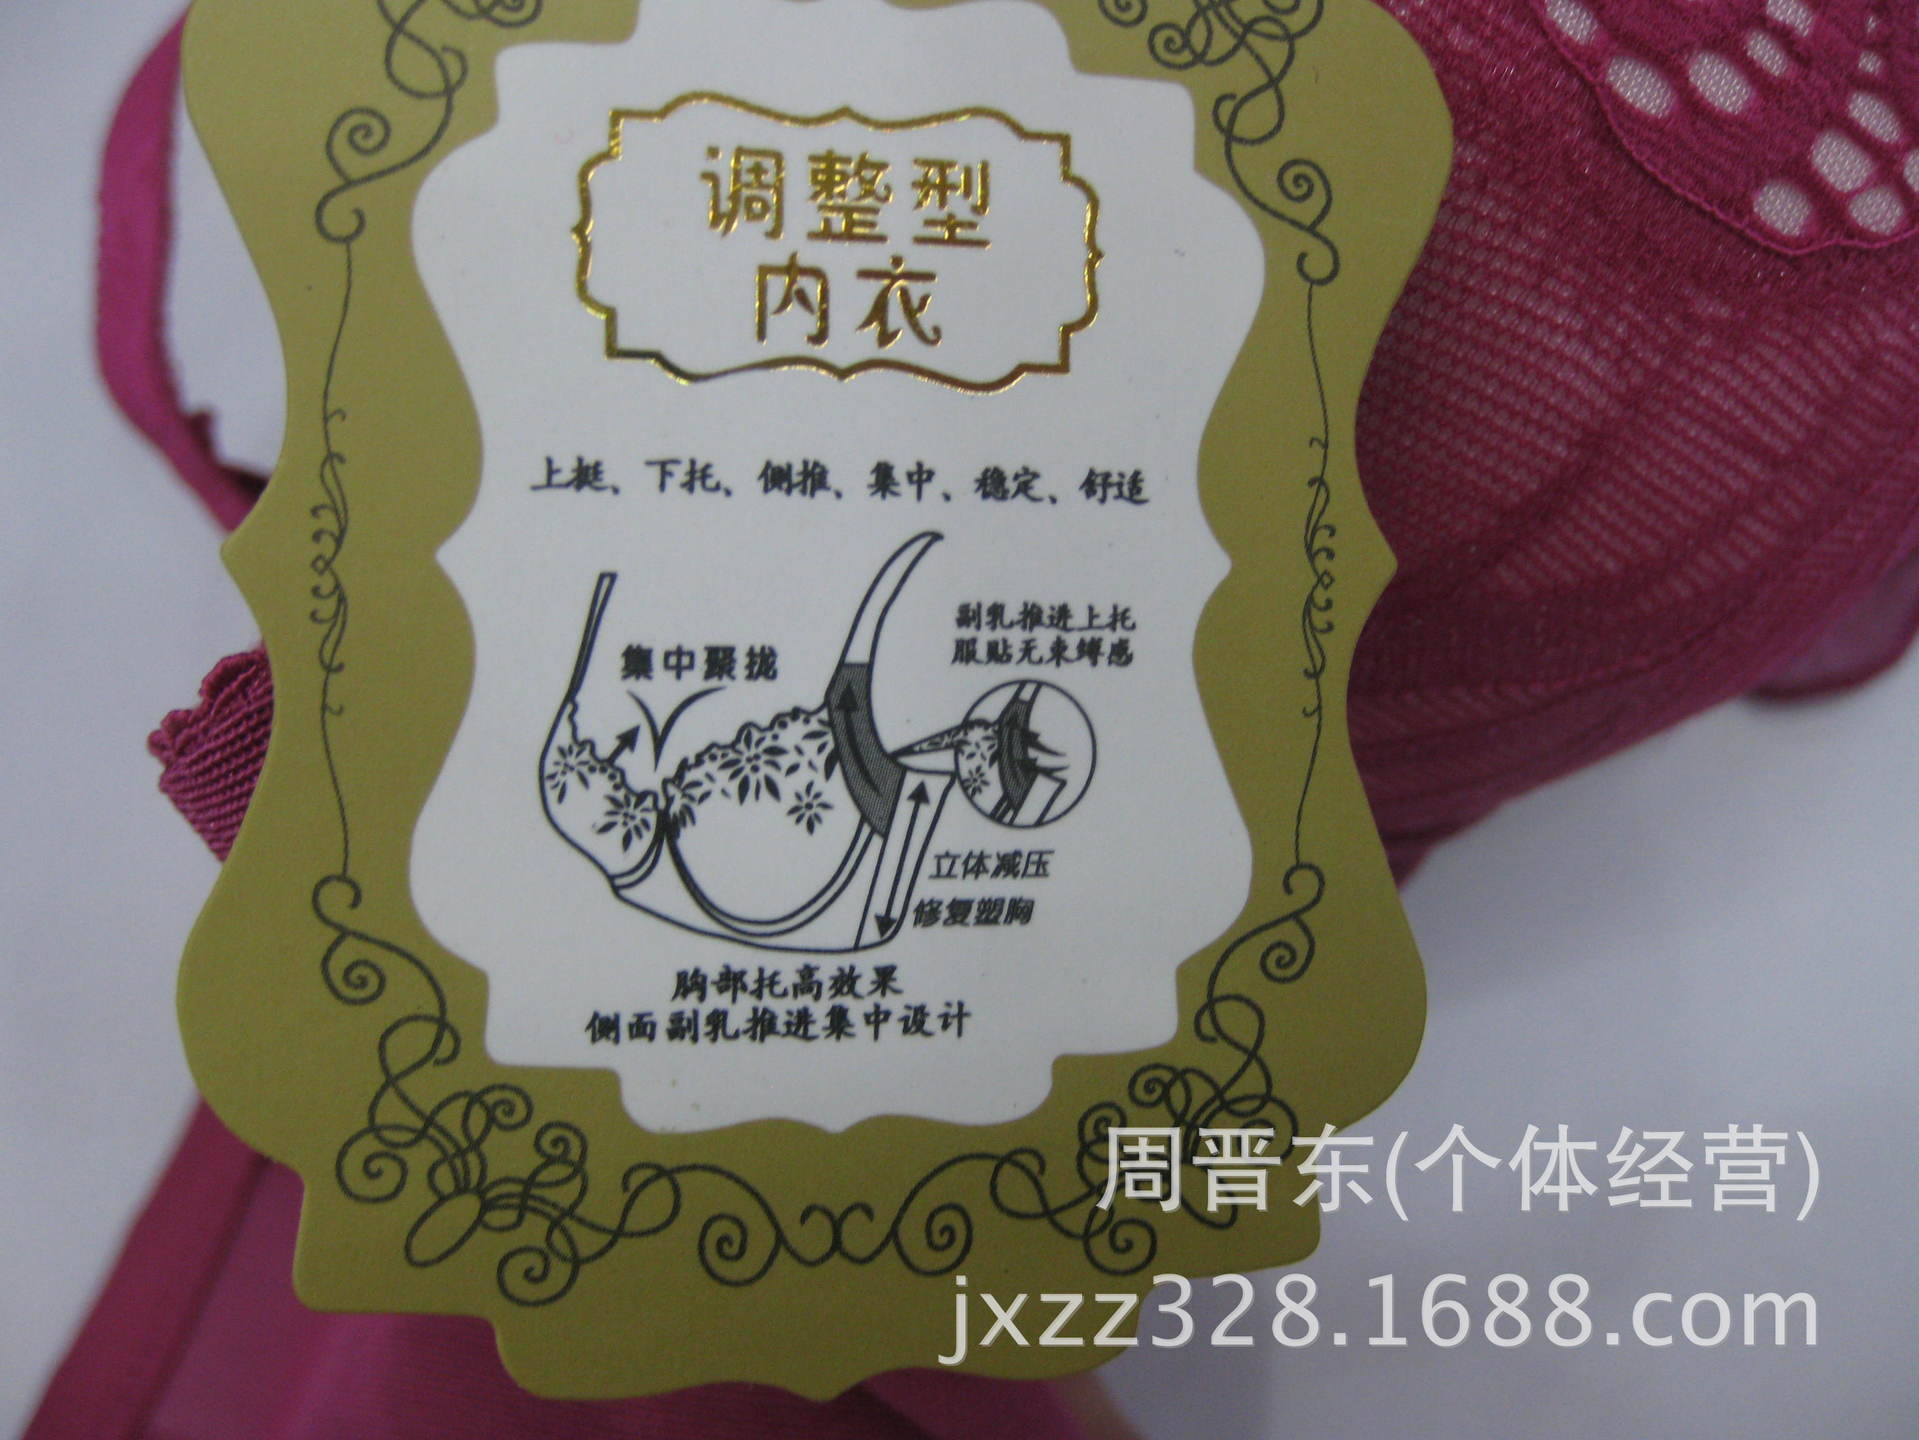 调整型
内衣
上挺、下托、侧推、集中、稳定、舒适
副乳推进上托
服贴无束缚感
集中聚拢
立体减压
修复塑胸
胸部托高效果
侧面副乳推进集中设计
周晋东(个体经营)
jxzz328.1688.com